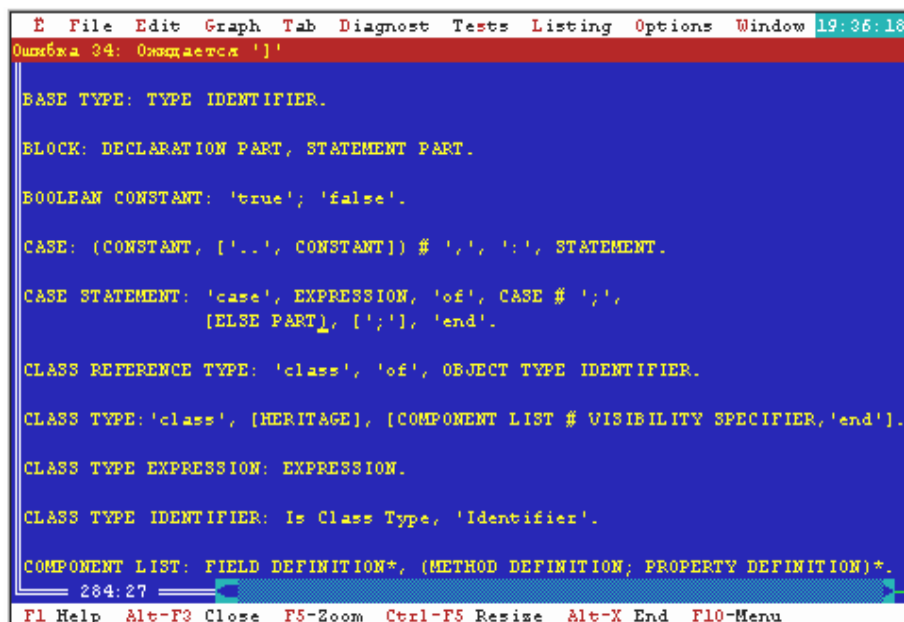 Ë File Edit Graph Tab Diagnost Tests Listing Options Window 19:36:18
Ошибка 34: Ожидается ']'
BASE TYPE: TYPE IDENTIFIER.
BLOCK: DECLARATION PART, STATEMENT PART.
BOOLEAN CONSTANT: 'true'; 'false'.
CASE: (CONSTANT, ['..', CONSTANT]) # ',', ':', STATEMENT.
CASE STATEMENT: 'case', EXPRESSION, 'of', CASE # ';',
[ELSE PART), [';'], 'end'.
CLASS REFERENCE TYPE: 'class', 'of', OBJECT TYPE IDENTIFIER.
CLASS TYPE:'class', [HERITAGE], [COMPONENT LIST # VISIBILITY SPECIFIER,'end'].
CLASS TYPE EXPRESSION: EXPRESSION.
CLASS TYPE IDENTIFIER: Is Class Type, 'Identifier'.
COMPONENT LIST: FIELD DEFINITION*, (METHOD DEFINITION; PROPERTY DEFINITION)*.
284:27
F1 Help Alt-F3 Close F5-Zoom Ctrl-F5 Resize Alt-X End F10-Menu